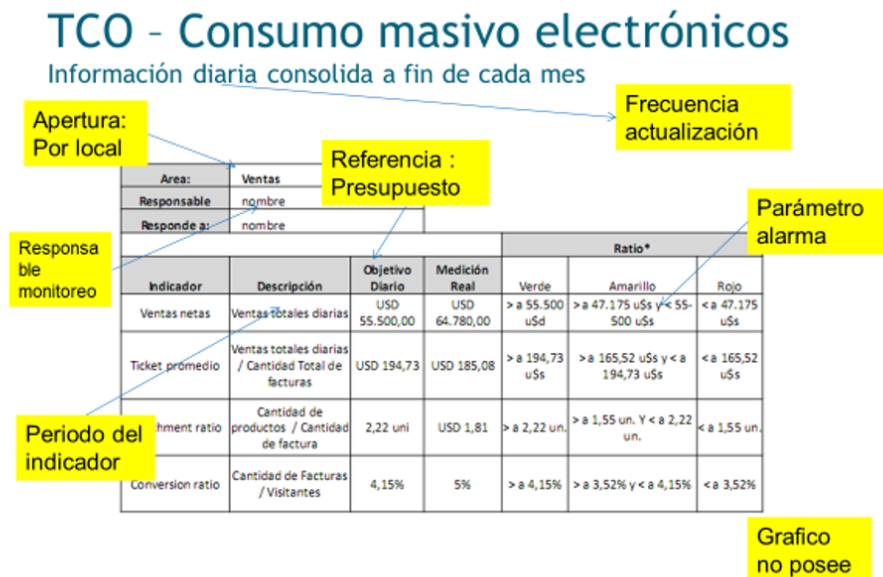 TCO – Consumo masivo electrónicos
Información diaria consolida a fin de cada mes
Frecuencia
actualización
Apertura:
Por local
Referencia :
Presupuesto
Parámetro
alarma
Responsa
ble
monitoreo
Periodo del
indicador
Grafico
no posee
Area: Ventas
Responsable nombre
Responde a: nombre
Ratio*
Indicador Descripción Objetivo Diario Medición Real Verde Amarillo Rojo
Ventas netas Ventas totales diarias USD 55.500,00 USD 64.780,00 > a 55.500 u$d > a 47.175 u$s y < 55-500 u$s < a 47.175 u$s
Ticket promedio Ventas totales diarias / Cantidad Total de facturas USD 194,73 USD 185,08 > a 194,73 u$s > a 165,52 u$s y < a 194,73 u$s < a 165,52 u$s
hment ratio Cantidad de productos / Cantidad de factura 2,22 uni USD 1,81 > a 2,22 un. > a 1,55 un. Y < a 2,22 un. < a 1,55 un.
Conversion ratio Cantidad de Facturas / Visitantes 4,15% 5% > a 4,15% > a 3,52% y < a 4,15% < a 3,52%